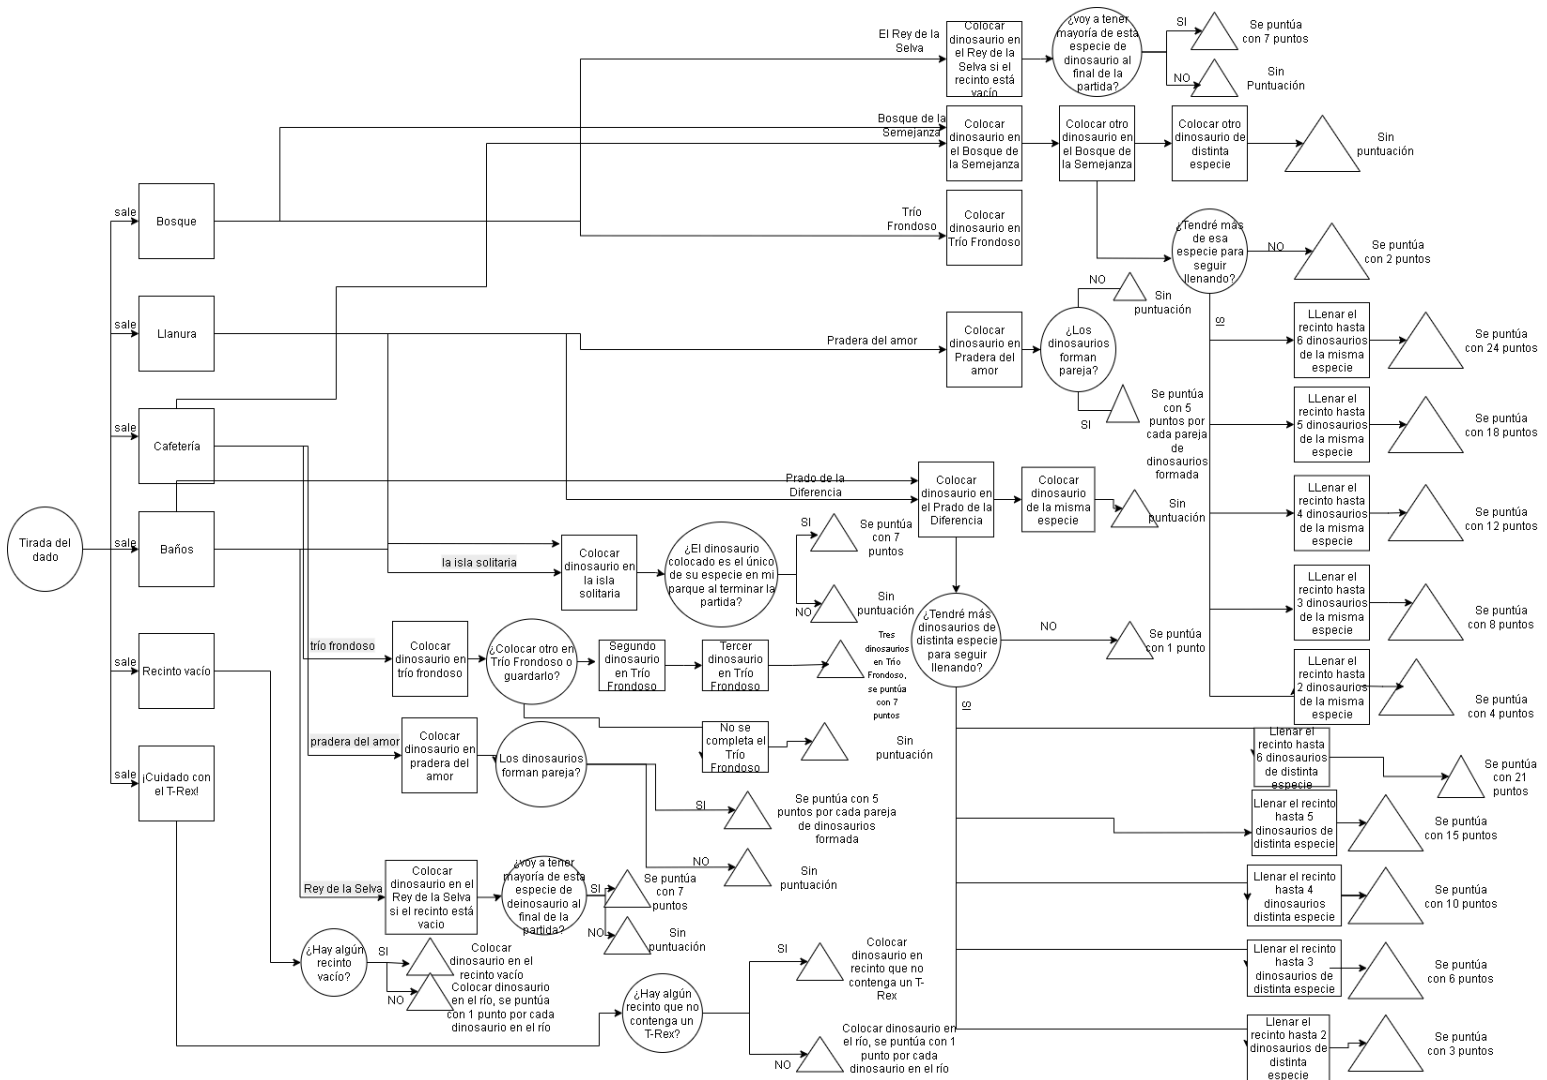 Tirada del
dado
sale
Bosque
sale
Llanura
sale
Cafetería
sale
Baños
sale
Recinto vacío
sale
¡Cuidado con
el T-Rex!
El Rey de la
Selva
Colocar
dinosaurio en
el Rey de la
Selva si el
recinto está
vacío
¿voy a tener
mayoría de esta
especie de
dinosaurio al
final de la
partida?
SI
Se puntúa
con 7 puntos
NO
Sin
Puntuación
Bosque de la
Semejanza
Colocar
dinosaurio en
el Bosque de
la Semejanza
Colocar otro
dinosaurio en
el Bosque de
la Semejanza
Colocar otro
dinosaurio de
distinta
especie
Sin
puntuación
Trío
Frondoso
Colocar
dinosaurio en
Trío Frondoso
¿Tendré más
de esa
especie para
seguir
llenando?
NO
Se puntúa
con 2 puntos
SI
LLenar el
recinto hasta
6 dinosaurios
de la misma
especie
Se puntúa
con 24 puntos
LLenar el
recinto hasta
5 dinosaurios
de la misma
especie
Se puntúa
con 18 puntos
LLenar el
recinto hasta
4 dinosaurios
de la misma
especie
Se puntúa
con 12 puntos
LLenar el
recinto hasta
3 dinosaurios
de la misma
especie
Se puntúa
con 8 puntos
LLenar el
recinto hasta
2 dinosaurios
de la misma
especie
Se puntúa
con 4 puntos
Pradera del amor
Colocar
dinosaurio en
Pradera del
amor
¿Los
dinosaurios
forman
pareja?
NO
Sin
puntuación
SI
Se puntúa
con 5
puntos por
cada pareja
de
dinosaurios
formada
Prado de la
Diferencia
Colocar
dinosaurio en
el Prado de la
Diferencia
Colocar
dinosaurio
de la misma
especie
Sin
puntuación
¿Tendré más
dinosaurios de
distinta especie
para seguir
llenando?
NO
Se puntúa
con 1 punto
SI
Llenar el
recinto hasta
6 dinosaurios
de distinta
especie
Se puntúa
con 21
puntos
Llenar el recinto
hasta 5
dinosaurios de
distinta especie
Se puntúa
con 15 puntos
Llenar el recinto
hasta 4
dinosaurios
distinta especie
Se puntúa
con 10 puntos
Llenar el recinto
hasta 3
dinosaurios de
distinta especie
Se puntúa
con 6 puntos
Llenar el
recinto hasta 2
dinosaurios de
distinta
especie
Se puntúa
con 3 puntos
la isla solitaria
Colocar
dinosaurio en
la isla
solitaria
¿El dinosaurio
colocado es el único
de su especie en mi
parque al terminar la
partida?
SI
Se puntúa
con 7
puntos
NO
Sin
puntuación
trío frondoso
Colocar
dinosaurio en
trío frondoso
¿Colocar otro en
Trío Frondoso o
guardarlo?
Segundo
dinosaurio
en Trío
Frondoso
Tercer
dinosaurio
en Trío
Frondoso
Tres
dinosaurios
en Trío
Frondoso,
se puntúa
con 7
puntos
No se
completa el
Trío
Frondoso
Sin
puntuación
pradera del amor
Colocar
dinosaurio en
pradera del
amor
Los dinosaurios
forman pareja?
SI
Se puntúa con 5
puntos por cada pareja
de dinosaurios
formada
NO
Sin
puntuación
Rey de la Selva
Colocar
dinosaurio en el
Rey de la Selva
si el recinto está
vacio
¿voy a tener
mayoría de esta
especie de
deinosaurio al
final de la
partida?
SI
Se puntúa
con 7
puntos
NO
Sin
puntuación
¿Hay algún
recinto
vacío?
SI
Colocar
dinosaurio en el
recinto vacío
NO
Colocar dinosaurio
en el río, se puntúa
con 1 punto por cada
dinosaurio en el río
¿Hay algún
recinto que no
contenga un
T-Rex?
SI
Colocar
dinosaurio en
recinto que no
contenga un T-
Rex
NO
Colocar dinosaurio en
el río, se puntúa con 1
punto por cada
dinosaurio en el río